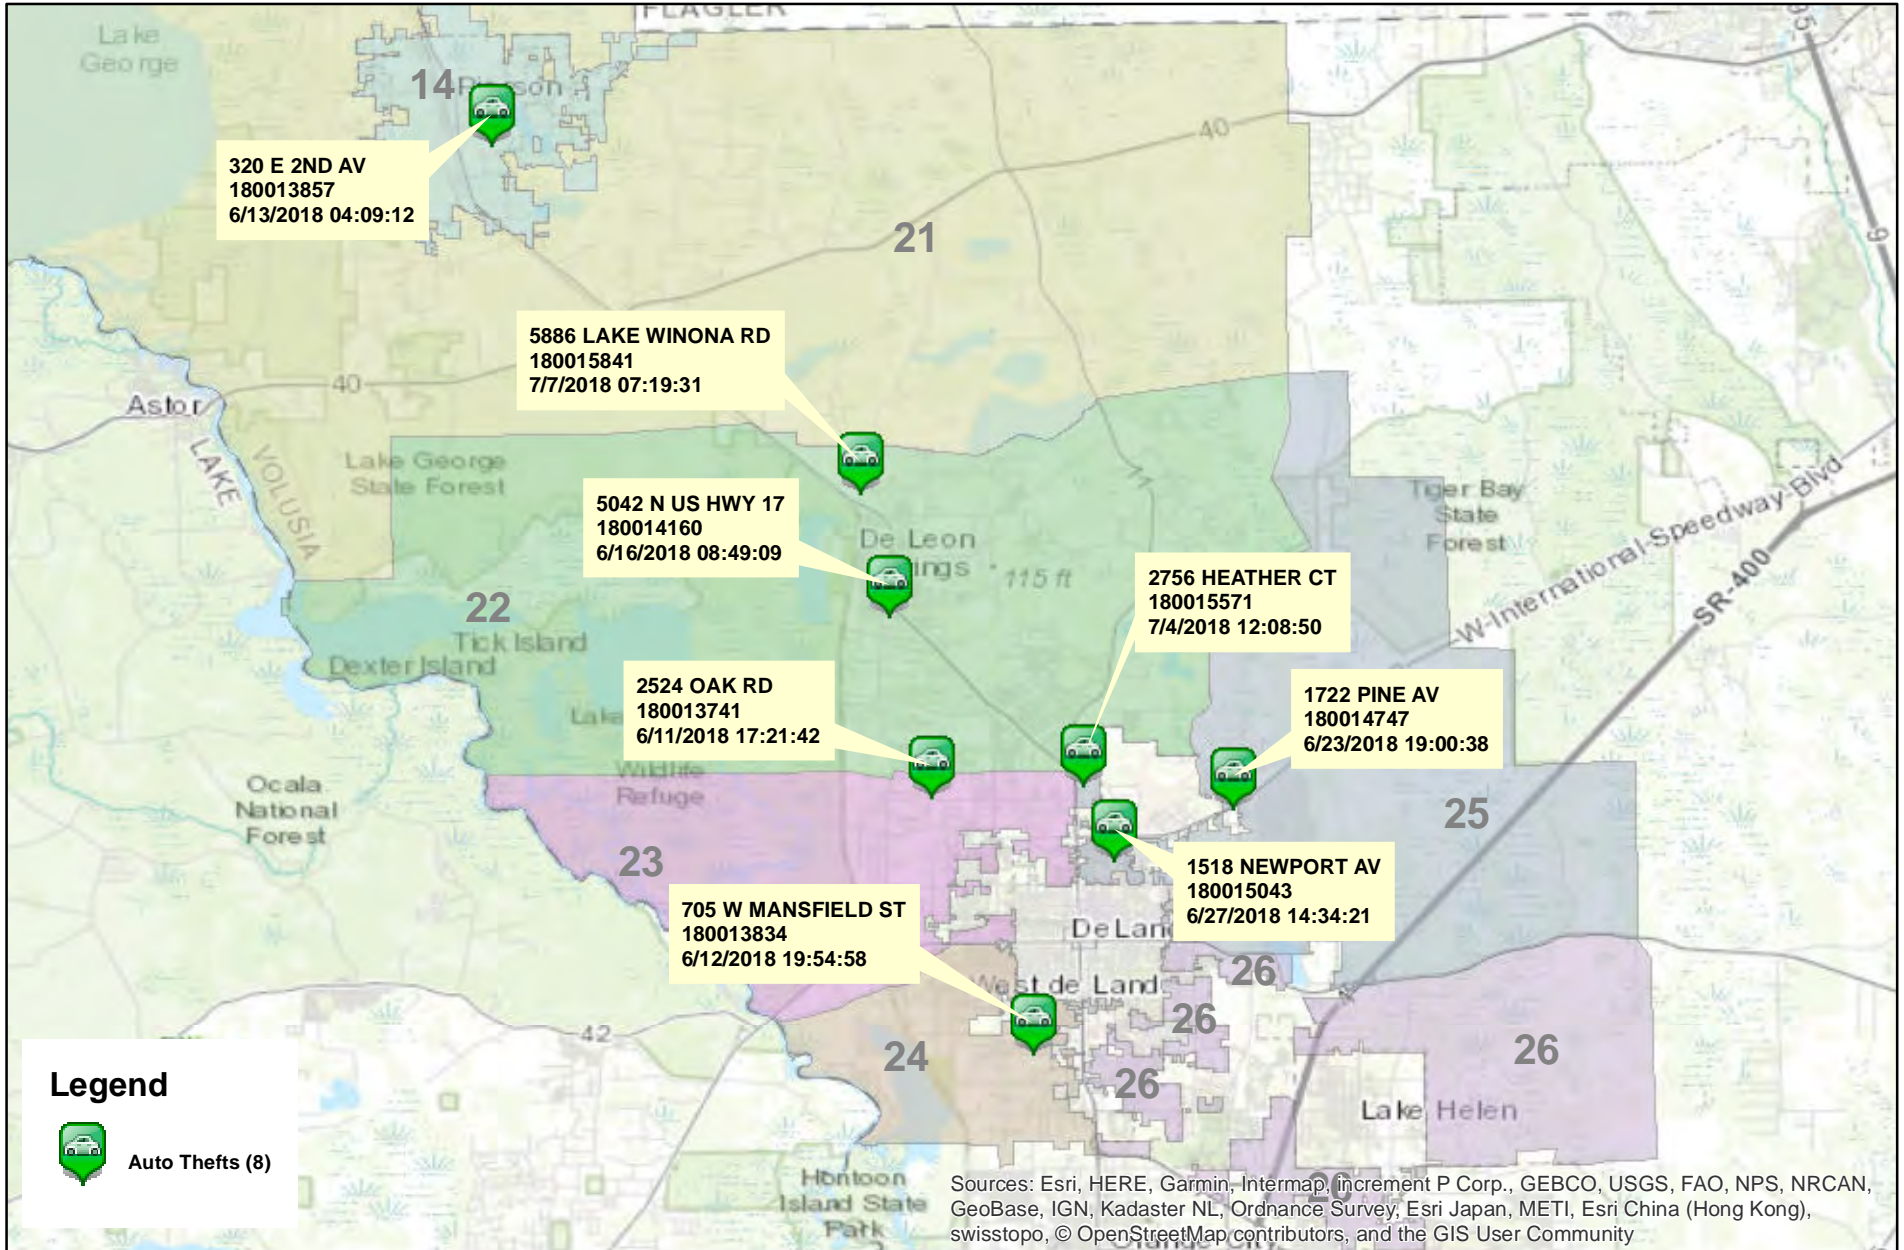 FLAGLER
Lake
George
14
95
40
320 E 2ND AV
180013857
6/13/2018 04:09:12
21
9
5886 LAKE WINONA RD
180015841
7/7/2018 07:19:31
40
Astor
LAKE
VOLUSIA
Lake George
State Forest
11
W-International-Speedway-Blvd
Tiger Bay
State
Forest
5042 N US HWY 17
180014160
6/16/2018 08:49:09
De Leon
ings
115 ft
SR-400
2756 HEATHER CT
180015571
7/4/2018 12:08:50
22
Tick Island
Dexter Island
2524 OAK RD
180013741
6/11/2018 17:21:42
1722 PINE AV
180014747
6/23/2018 19:00:38
Lake
Wildlife
Refuge
Ocala
National
Forest
25
23
1518 NEWPORT AV
180015043
6/27/2018 14:34:21
705 W MANSFIELD ST
180013834
6/12/2018 19:54:58
DeLand
26
West de Land
26
42
24
26
26
Lake Helen
Legend
Auto Thefts (8)
Hontoon
Island State
Park
26
Sources: Esri, HERE, Garmin, Intermap, increment P Corp., GEBCO, USGS, FAO, NPS, NRCAN,
GeoBase, IGN, Kadaster NL, Ordnance Survey, Esri Japan, METI, Esri China (Hong Kong),
swisstopo, © OpenStreetMap contributors, and the GIS User Community
Orange City